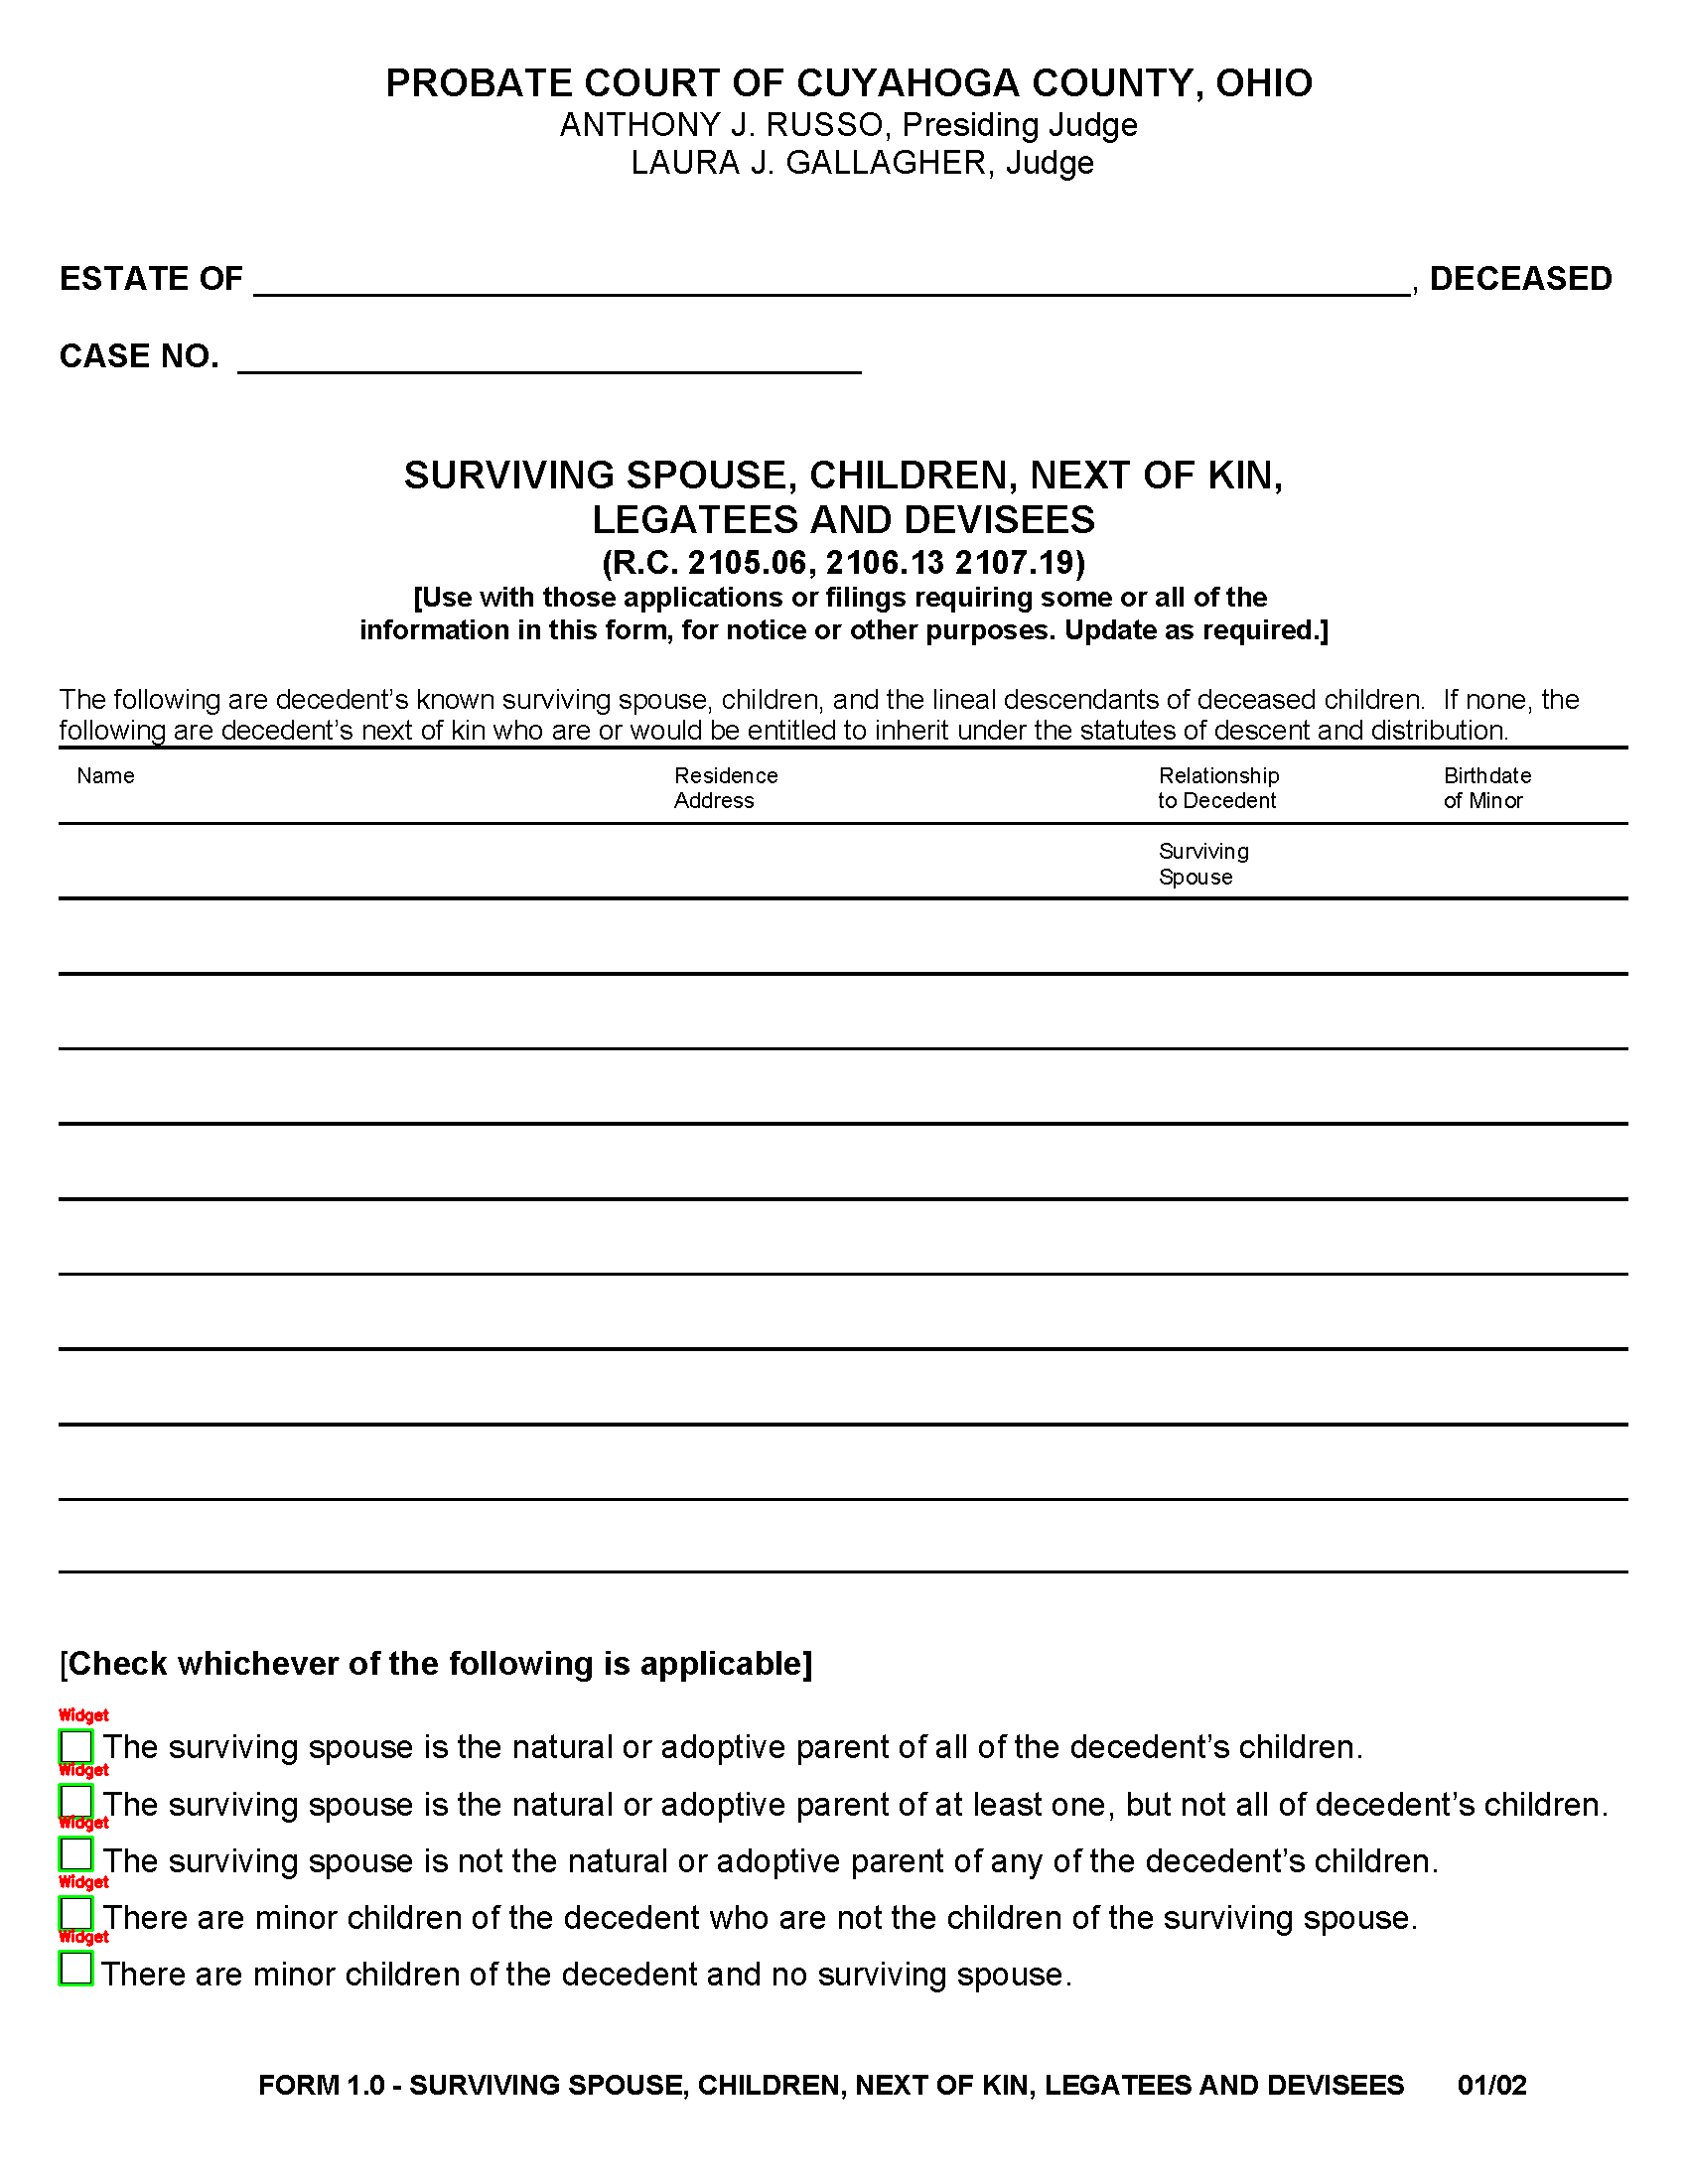 PROBATE COURT OF CUYAHOGA COUNTY, OHIO
ANTHONY J. RUSSO, Presiding Judge
LAURA J. GALLAGHER, Judge
ESTATE OF , DECEASED
CASE NO.
SURVIVING SPOUSE, CHILDREN, NEXT OF KIN,
LEGATEES AND DEVISEES
(R.C. 2105.06, 2106.13 2107.19)
[Use with those applications or filings requiring some or all of the
information in this form, for notice or other purposes. Update as required.]
The following are decedent’s known surviving spouse, children, and the lineal descendants of deceased children. If none, the
following are decedent’s next of kin who are or would be entitled to inherit under the statutes of descent and distribution.
Name Residence Relationship Birthdate
Address to Decedent of Minor
Surviving
Spouse
[Check whichever of the following is applicable]
Widget
The surviving spouse is the natural or adoptive parent of all of the decedent’s children.
Widget
The surviving spouse is the natural or adoptive parent of at least one, but not all of decedent’s children.
Widget
The surviving spouse is not the natural or adoptive parent of any of the decedent’s children.
Widget
There are minor children of the decedent who are not the children of the surviving spouse.
Widget
There are minor children of the decedent and no surviving spouse.
FORM 1.0 - SURVIVING SPOUSE, CHILDREN, NEXT OF KIN, LEGATEES AND DEVISEES 01/02